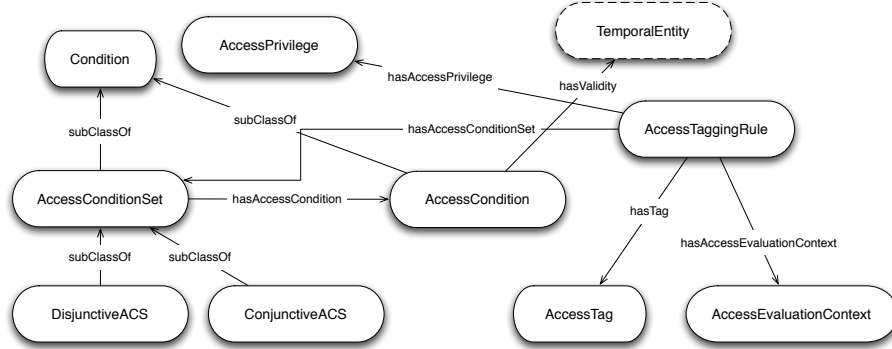 TemporalEntity
AccessPrivilege
Condition
hasAccessPrivilege
hasValidity
subClassOf
subClassOf
hasAccessConditionSet
AccessTaggingRule
AccessConditionSet
hasAccessCondition
AccessCondition
hasTag
hasAccessEvaluationContext
subClassOf
subClassOf
DisjunctiveACS
ConjunctiveACS
AccessTag
AccessEvaluationContext